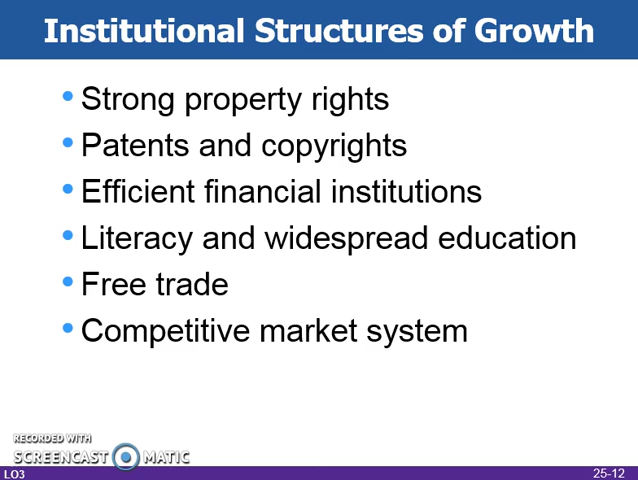 Institutional Structures of Growth
• Strong property rights
• Patents and copyrights
• Efficient financial institutions
• Literacy and widespread education
• Free trade
• Competitive market system
RECORDED WITH
SCREENCAST MATIC
LO3
25-12